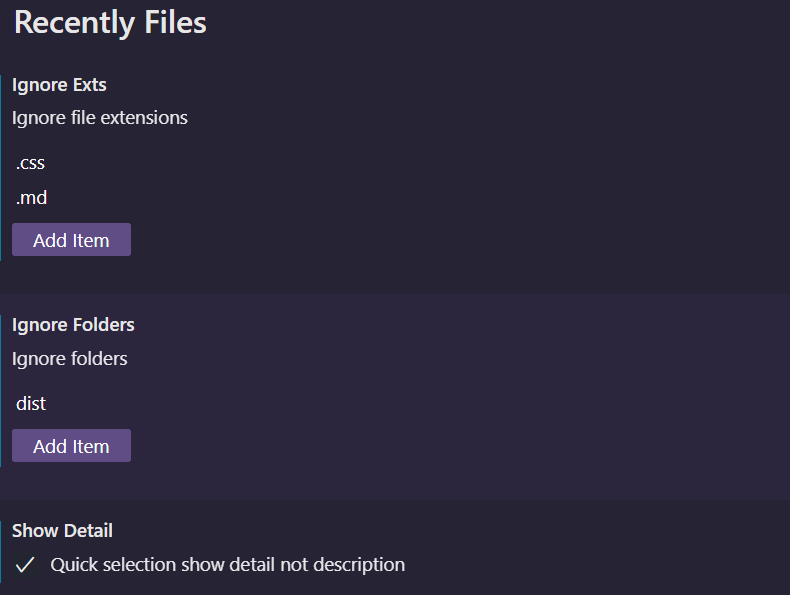 Recently Files
Ignore Exts
Ignore file extensions
.css
.md
Add Item
Ignore Folders
Ignore folders
dist
Add Item
Show Detail
Quick selection show detail not description